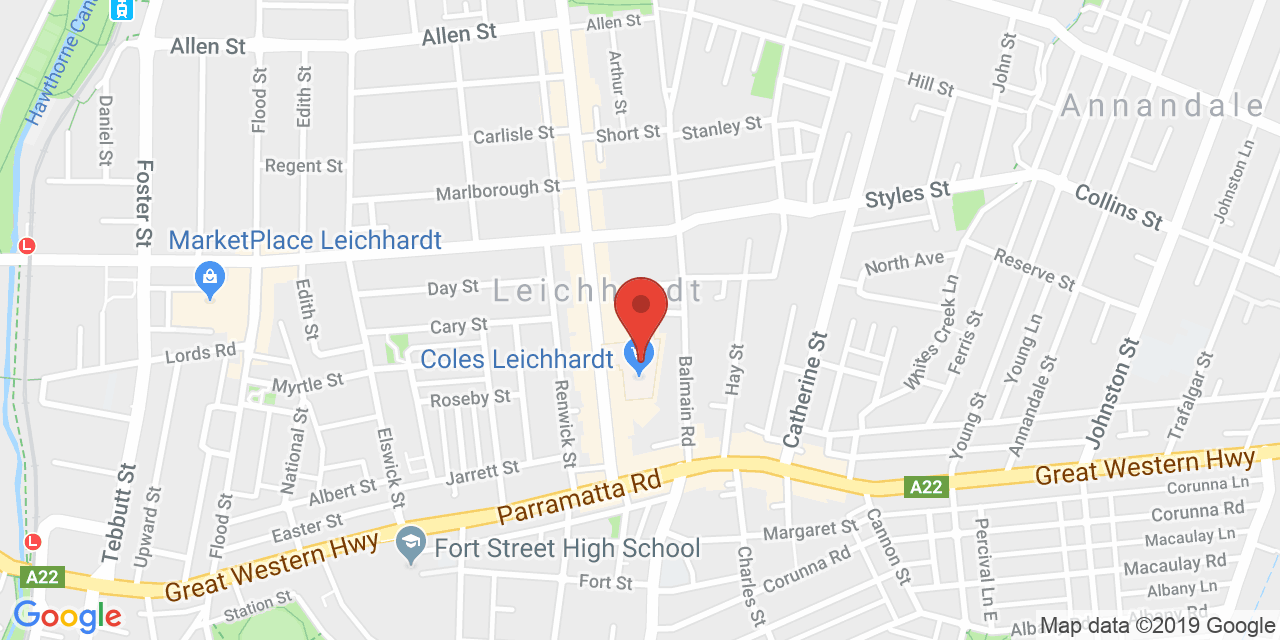 Hawthorne Cana
Allen St
Allen St
Allen St
Arthur St
John St
Hill St
Annandale
Flood St
Edith St
Daniel St
Carlisle St
Short St
Stanley St
Regent St
Foster St
Marlborough St
Styles St
Collins St
Johnston Ln
MarketPlace Leichhardt
North Ave
Reserve St
Day St
Leichhardt
Edith St
Cary St
Lords Rd
Coles Leichhardt
Balmain Rd
Hay St
Catherine St
Whites Creek Ln
Ferris St
Young Ln
Annandale St
Johnston St
Trafalgar St
Myrtle St
Roseby St
Renwick St
National St
Elswick St
Young St
Jarrett St
Albert St
Parramatta Rd
A22
Great Western Hwy
Tebbutt St
Upward St
Flood St
Easter St
Corunna Ln
Corunna Rd
Margaret St
Cannon St
Percival Ln E
Macaulay Ln
Great Western Hwy
Fort Street High School
Charles St
Corunna Rd
Macaulay Rd
A22
Fort St
Albany Ln
Station St
Albany Rd
Google
Map data ©2019 Google